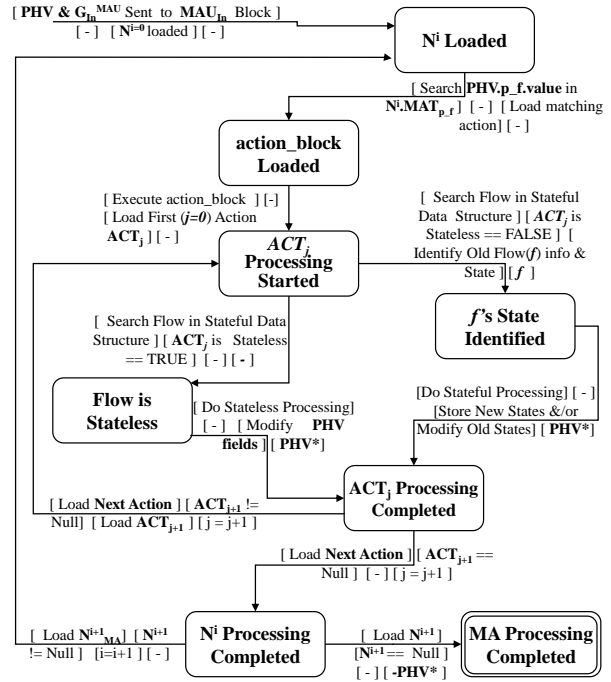 [ PHV & G_In^MAU Sent to MAU_In Block ]
[ - ] [ N^i=0 loaded ] [ - ]
N^i Loaded
[ Search PHV.p_f.value in
N^i.MAT_p_f ] [ - ] [ Load matching
action] [ - ]
action_block
Loaded
[ Execute action_block ] [-]
[ Load First (j=0) Action
ACT_j ] [ - ]
[ Search Flow in Stateful
Data Structure ] [ ACT_j is
Stateless == FALSE ] [
Identify Old Flow(f) info &
State ] [ f ]
ACT_j
Processing
Started
f's State
Identified
[ Search Flow in Stateful Data
Structure ] [ ACT_j is Stateless
== TRUE ] [ - ] [ - ]
Flow is
Stateless
[ Do Stateless Processing]
[ - ] [ Modify PHV
fields ] [ PHV*]
[Do Stateful Processing] [ - ]
[Store New States &/or
Modify Old States] [ PHV*]
ACT_j Processing
Completed
[ Load Next Action ] [ ACT_j+1 !=
Null] [ Load ACT_j+1 ] [ j = j+1 ]
[ Load Next Action ] [ ACT_j+1 ==
Null ] [ - ] [ j = j+1 ]
N^i Processing
Completed
[ Load N^i+1_MA] [ N^i+1
!= Null ] [i=i+1 ] [ - ]
[ Load N^i+1]
[N^i+1 == Null ]
[ - ] [ -PHV* ]
MA Processing
Completed